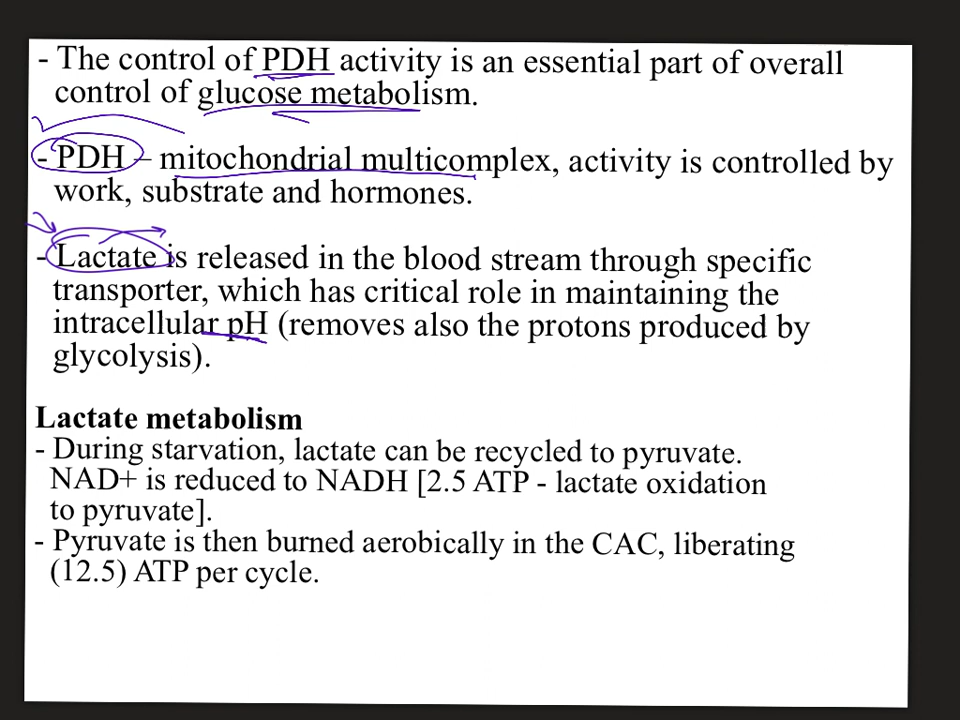 - The control of PDH activity is an essential part of overall
control of glucose metabolism.
- PDH – mitochondrial multicomplex, activity is controlled by
work, substrate and hormones.
- Lactate is released in the blood stream through specific
transporter, which has critical role in maintaining the
intracellular pH (removes also the protons produced by
glycolysis).
Lactate metabolism
- During starvation, lactate can be recycled to pyruvate.
NAD+ is reduced to NADH [2.5 ATP - lactate oxidation
to pyruvate].
- Pyruvate is then burned aerobically in the CAC, liberating
(12.5) ATP per cycle.